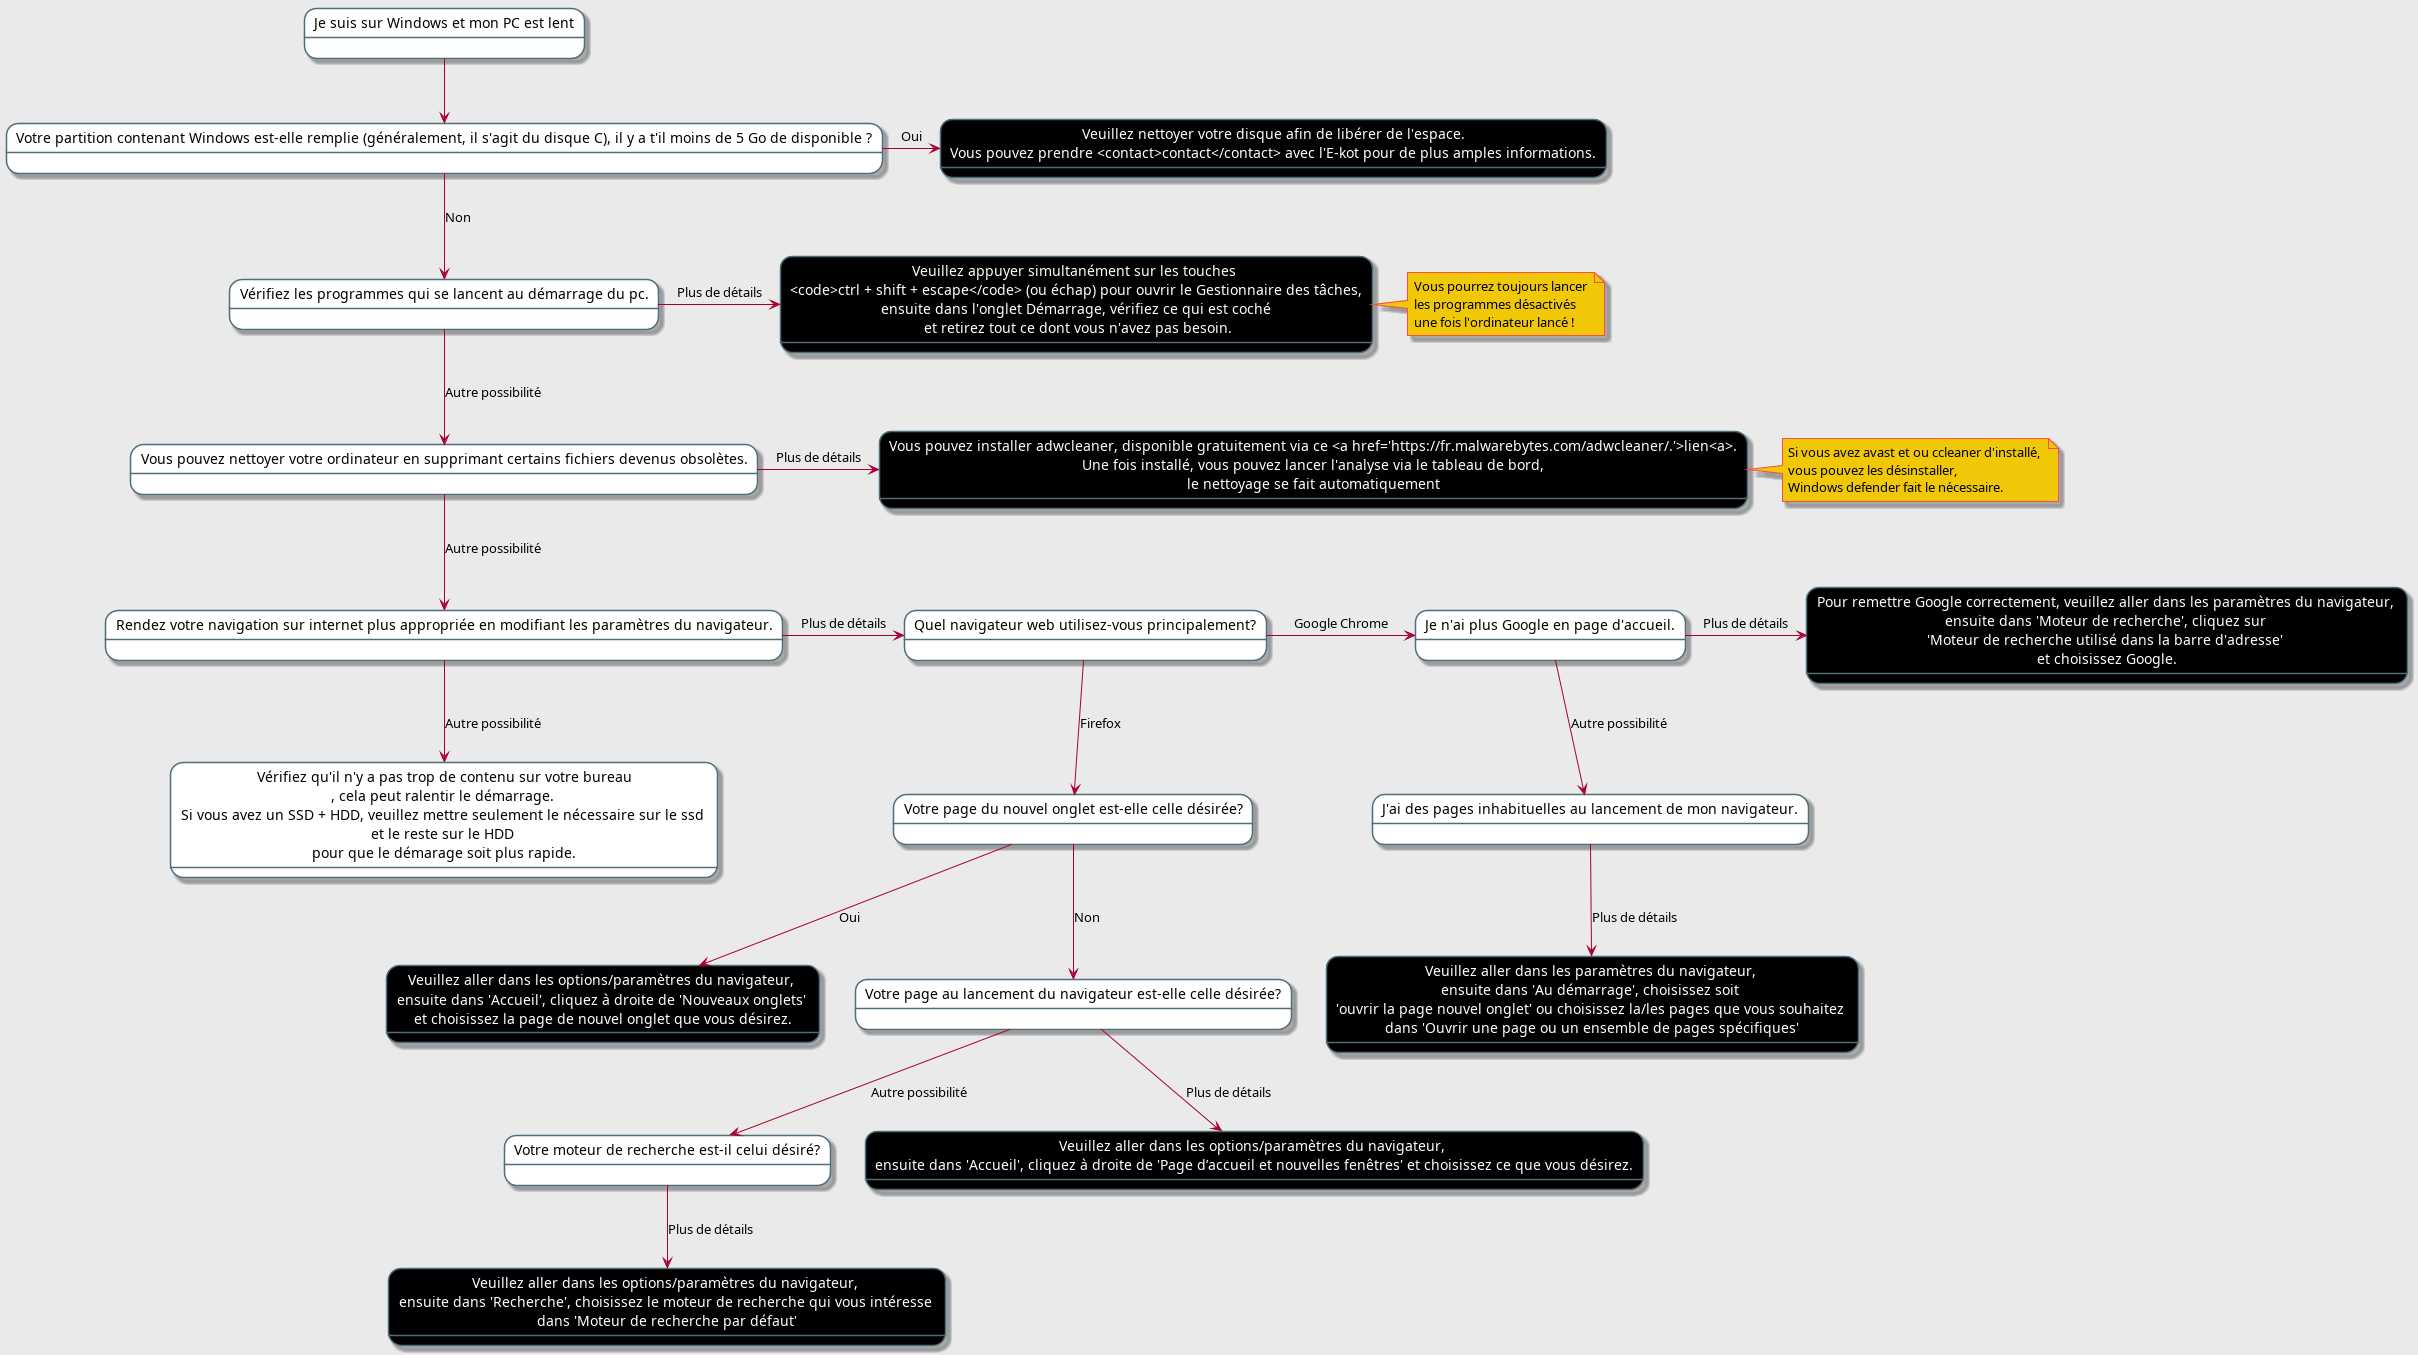 Je suis sur Windows et mon PC est lent
Votre partition contenant Windows est-elle remplie (généralement, il s'agit du disque C), il y a t'il moins de 5 Go de disponible ?
Oui
Veuillez nettoyer votre disque afin de libérer de l'espace.
Vous pouvez prendre <contact>contact</contact> avec l'E-kot pour de plus amples informations.
Non
Vérifiez les programmes qui se lancent au démarrage du pc.
Plus de détails
Veuillez appuyer simultanément sur les touches
<code>ctrl + shift + escape</code> (ou échap) pour ouvrir le Gestionnaire des tâches,
ensuite dans l'onglet Démarrage, vérifiez ce qui est coché
et retirez tout ce dont vous n'avez pas besoin.
Vous pourrez toujours lancer
les programmes désactivés
une fois l'ordinateur lancé !
Autre possibilité
Vous pouvez nettoyer votre ordinateur en supprimant certains fichiers devenus obsolètes.
Plus de détails
Vous pouvez installer adwcleaner, disponible gratuitement via ce <a href='https://fr.malwarebytes.com/adwcleaner/.'>lien<a>.
Une fois installé, vous pouvez lancer l'analyse via le tableau de bord,
le nettoyage se fait automatiquement
Si vous avez avast et ou ccleaner d'installé,
vous pouvez les désinstaller,
Windows defender fait le nécessaire.
Autre possibilité
Rendez votre navigation sur internet plus appropriée en modifiant les paramètres du navigateur.
Plus de détails
Quel navigateur web utilisez-vous principalement?
Google Chrome
Je n'ai plus Google en page d'accueil.
Plus de détails
Pour remettre Google correctement, veuillez aller dans les paramètres du navigateur,
ensuite dans 'Moteur de recherche', cliquez sur
'Moteur de recherche utilisé dans la barre d'adresse'
et choisissez Google.
Autre possibilité
Firefox
Autre possibilité
Vérifiez qu'il n'y a pas trop de contenu sur votre bureau
, cela peut ralentir le démarrage.
Si vous avez un SSD + HDD, veuillez mettre seulement le nécessaire sur le ssd
et le reste sur le HDD
pour que le démarage soit plus rapide.
Votre page du nouvel onglet est-elle celle désirée?
J'ai des pages inhabituelles au lancement de mon navigateur.
Oui
Non
Plus de détails
Veuillez aller dans les options/paramètres du navigateur,
ensuite dans 'Accueil', cliquez à droite de 'Nouveaux onglets'
et choisissez la page de nouvel onglet que vous désirez.
Votre page au lancement du navigateur est-elle celle désirée?
Veuillez aller dans les paramètres du navigateur,
ensuite dans 'Au démarrage', choisissez soit
'ouvrir la page nouvel onglet' ou choisissez la/les pages que vous souhaitez
dans 'Ouvrir une page ou un ensemble de pages spécifiques'
Autre possibilité
Plus de détails
Votre moteur de recherche est-il celui désiré?
Veuillez aller dans les options/paramètres du navigateur,
ensuite dans 'Accueil', cliquez à droite de 'Page d’accueil et nouvelles fenêtres' et choisissez ce que vous désirez.
Plus de détails
Veuillez aller dans les options/paramètres du navigateur,
ensuite dans 'Recherche', choisissez le moteur de recherche qui vous intéresse
dans 'Moteur de recherche par défaut'